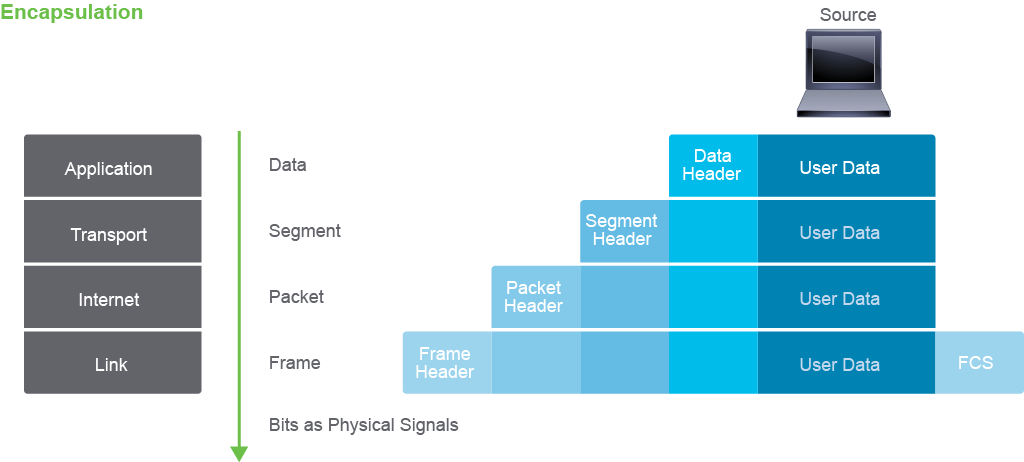 Encapsulation
Source
Application
Data
Data
Header
User Data
Transport
Segment
Segment
Header
User Data
Internet
Packet
Packet
Header
User Data
Link
Frame
Frame
Header
User Data
FCS
Bits as Physical Signals